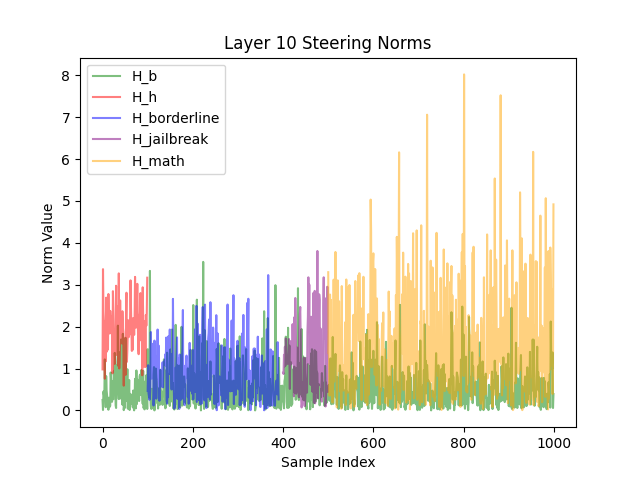 Layer 10 Steering Norms
H_b
H_h
H_borderline
H_jailbreak
H_math
Norm Value
8
7
6
5
4
3
2
1
0
0 200 400 600 800 1000
Sample Index